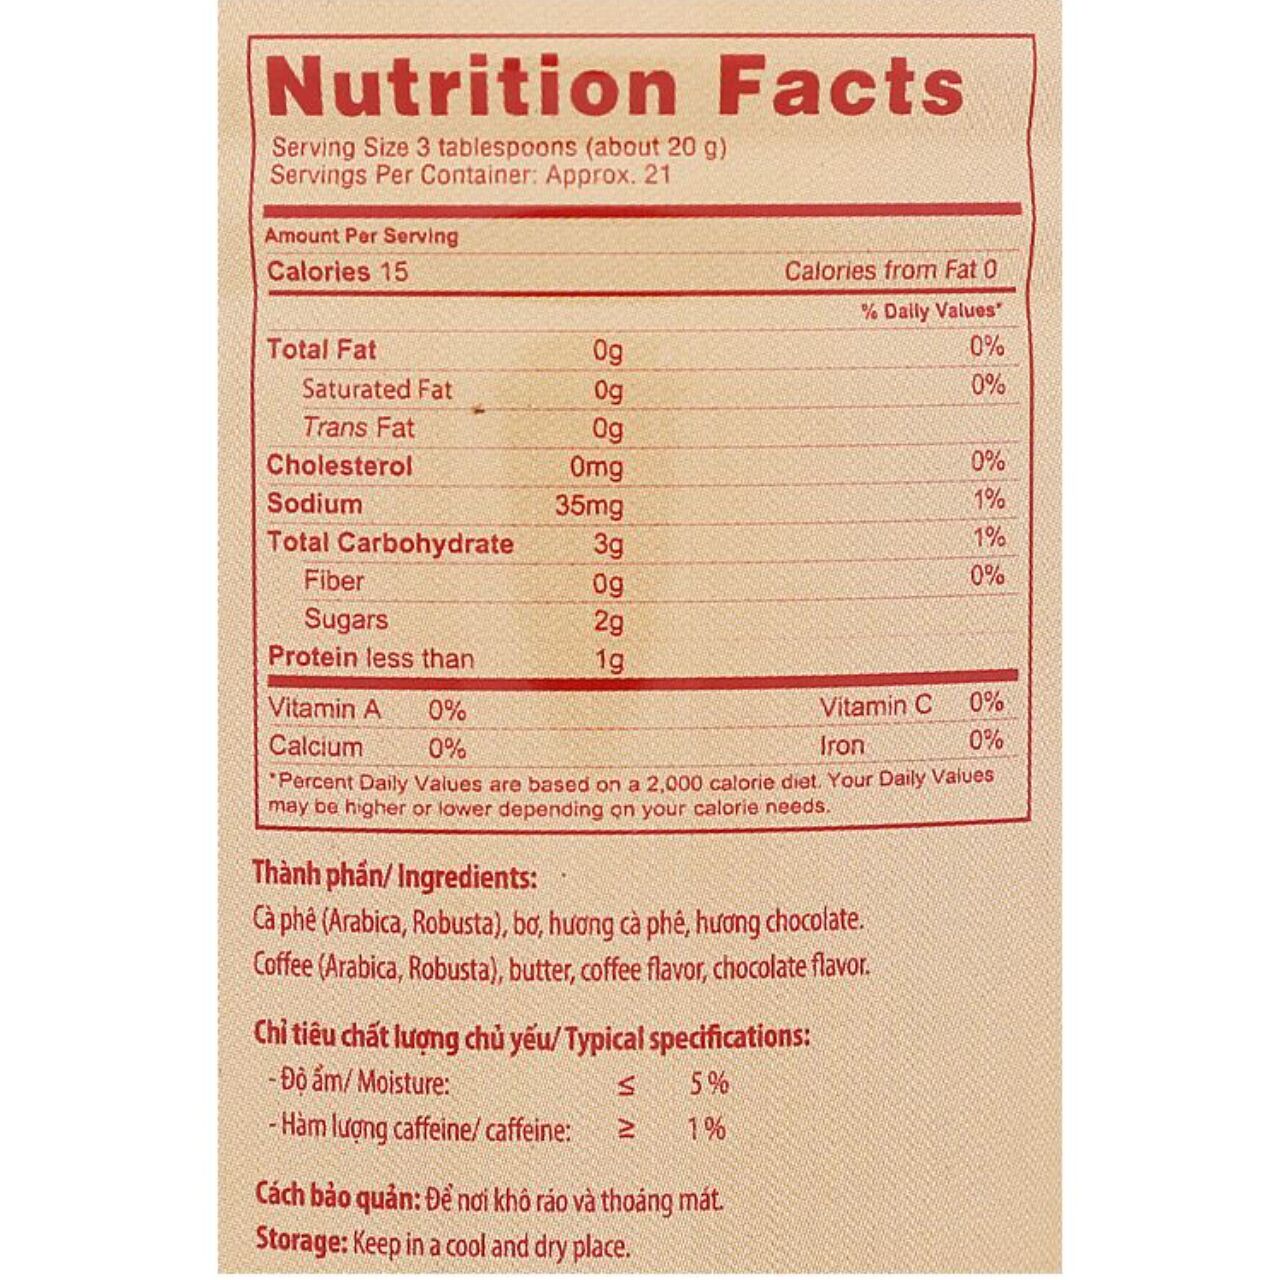 Nutrition Facts
Serving Size 3 tablespoons (about 20 g)
Servings Per Container: Approx. 21
Amount Per Serving
Calories 15 Calories from Fat 0
% Daily Values*
Total Fat 0g 0%
Saturated Fat 0g 0%
Trans Fat 0g
Cholesterol 0mg 0%
Sodium 35mg 1%
Total Carbohydrate 3g 1%
Fiber 0g 0%
Sugars 2g
Protein less than 1g
Vitamin A 0% Vitamin C 0%
Calcium 0% Iron 0%
*Percent Daily Values are based on a 2,000 calorie diet. Your Daily Values
may be higher or lower depending on your calorie needs.
Thành phần/ Ingredients:
Cà phê (Arabica, Robusta), bơ, hương cà phê, hương chocolate.
Coffee (Arabica, Robusta), butter, coffee flavor, chocolate flavor.
Chỉ tiêu chất lượng chủ yếu/ Typical specifications:
- Độ ẩm/ Moisture: ≤ 5 %
- Hàm lượng caffeine/ caffeine: ≥ 1 %
Cách bảo quản: Để nơi khô ráo và thoáng mát.
Storage: Keep in a cool and dry place.